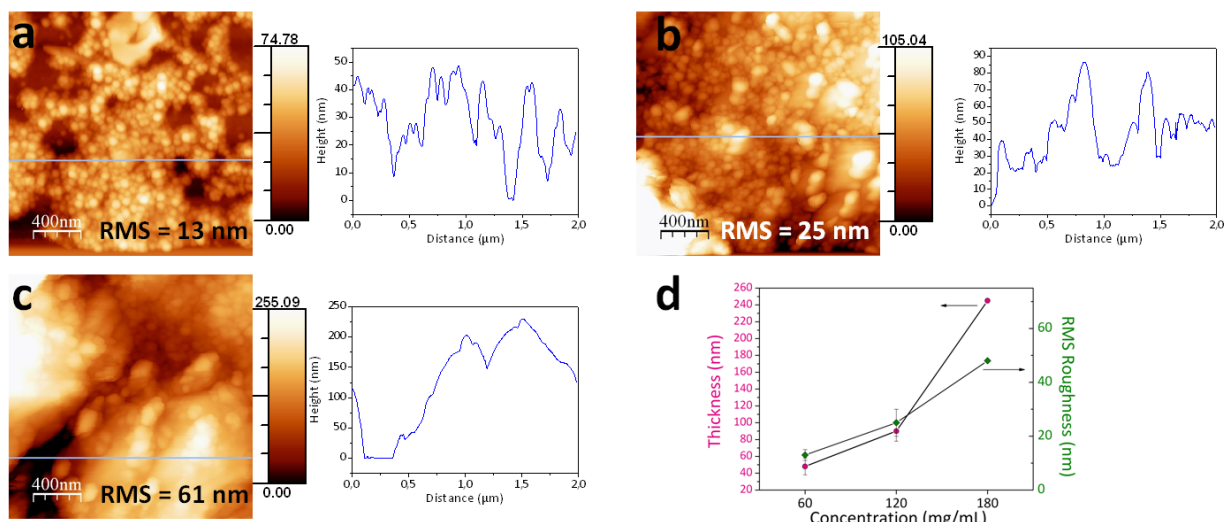 a
74.78
0.00
400nm
RMS = 13 nm
Height (nm)
50
40
30
20
10
0
0,0 0,5 1,0 1,5 2,0
Distance (μm)
b
105.04
0.00
400nm
RMS = 25 nm
Height (nm)
90
80
70
60
50
40
30
20
10
0
0,0 0,5 1,0 1,5 2,0
Distance (μm)
c
255.09
0.00
400nm
RMS = 61 nm
Height (nm)
250
200
150
100
50
0
0,0 0,5 1,0 1,5 2,0
Distance (μm)
d
Thickness (nm)
260
240
220
200
180
160
140
120
100
80
60
40
20
60 120 180
Concentration (mg/mL)
60
40
20
0
RMS Roughness
(nm)